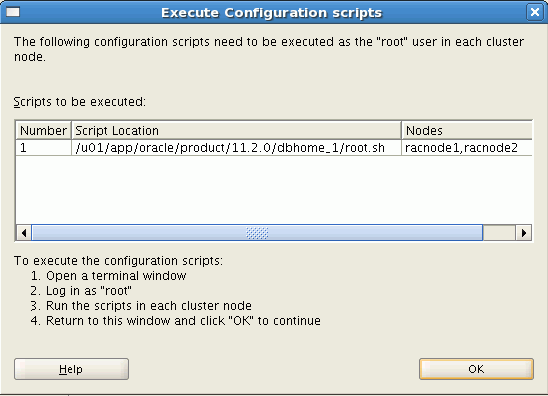 Execute Configuration scripts
The following configuration scripts need to be executed as the "root" user in each cluster
node.
Scripts to be executed:
Number Script Location Nodes
1 /u01/app/oracle/product/11.2.0/dbhome_1/root.sh racnode1,racnode2
To execute the configuration scripts:
1. Open a terminal window
2. Log in as "root"
3. Run the scripts in each cluster node
4. Return to this window and click "OK" to continue
Help OK